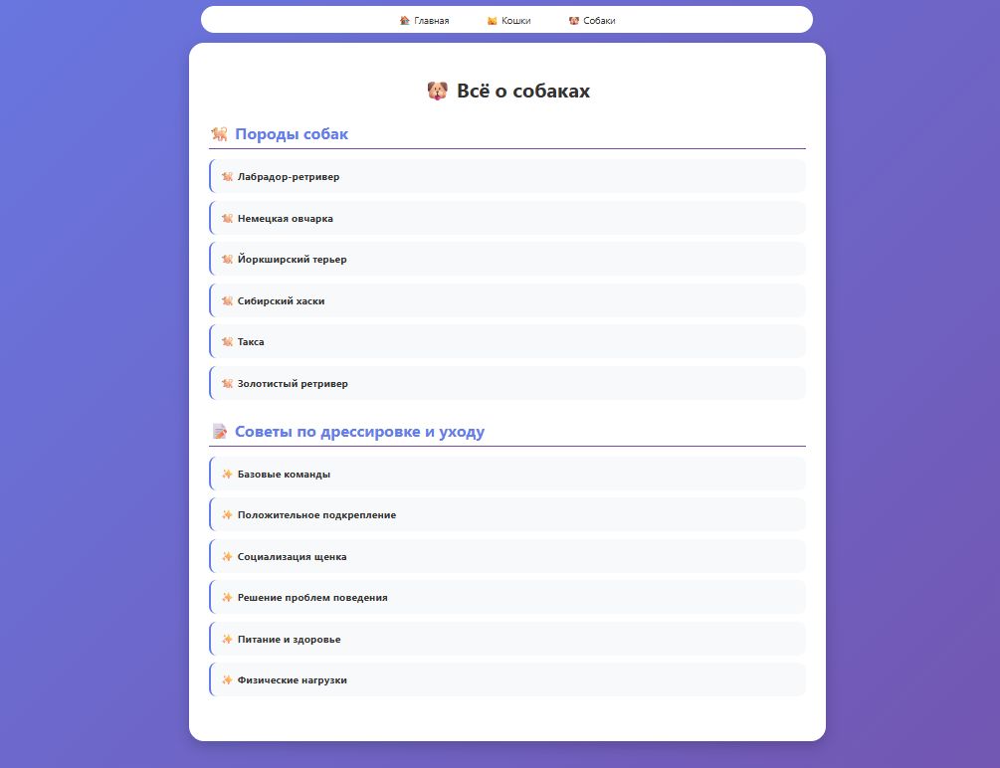 Главная Кошки Собаки
Всё о собаках
Породы собак
Лабрадор-ретривер
Немецкая овчарка
Йоркширский терьер
Сибирский хаски
Такса
Золотистый ретривер
Советы по дрессировке и уходу
Базовые команды
Положительное подкрепление
Социализация щенка
Решение проблем поведения
Питание и здоровье
Физические нагрузки